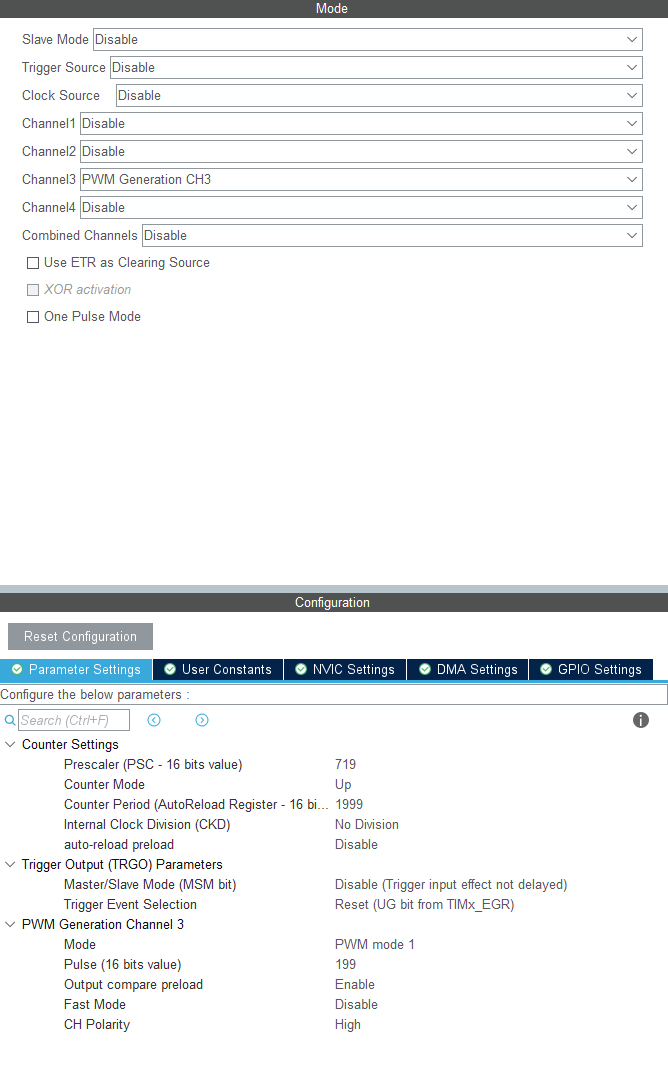 Mode
Slave Mode Disable
Trigger Source Disable
Clock Source Disable
Channel1 Disable
Channel2 Disable
Channel3 PWM Generation CH3
Channel4 Disable
Combined Channels Disable
Use ETR as Clearing Source
XOR activation
One Pulse Mode
Configuration
Reset Configuration
Parameter Settings User Constants NVIC Settings DMA Settings GPIO Settings
Configure the below parameters :
Search (Ctrl+F)
Counter Settings
Prescaler (PSC - 16 bits value) 719
Counter Mode Up
Counter Period (AutoReload Register - 16 bi... 1999
Internal Clock Division (CKD) No Division
auto-reload preload Disable
Trigger Output (TRGO) Parameters
Master/Slave Mode (MSM bit) Disable (Trigger input effect not delayed)
Trigger Event Selection Reset (UG bit from TIMx_EGR)
PWM Generation Channel 3
Mode PWM mode 1
Pulse (16 bits value) 199
Output compare preload Enable
Fast Mode Disable
CH Polarity High